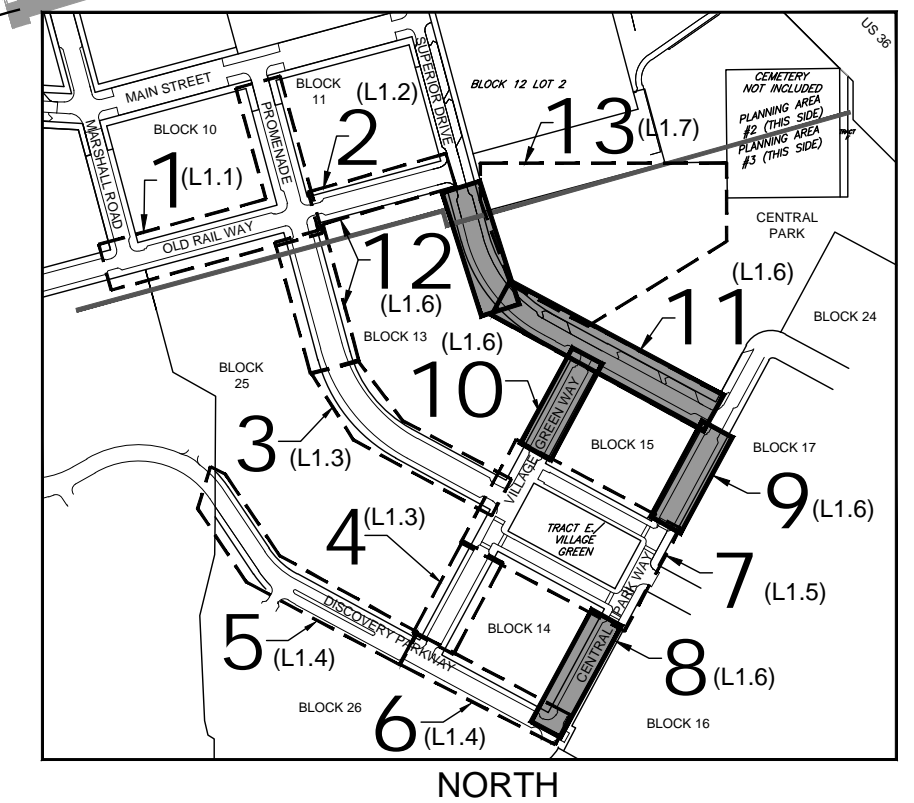 US 36
MAIN STREET
BLOCK
11
(L1.2)
SUPERIOR DRIVE
BLOCK 12 LOT 2
CEMETERY
NOT INCLUDED
PLANNING AREA
#2 (THIS SIDE)
PLANNING AREA
#3 (THIS SIDE)
MARSHALL ROAD
BLOCK 10
PROMENADE
2
13
(L1.7)
1
(L1.1)
OLD RAIL WAY
CENTRAL
PARK
12
(L1.6)
11
(L1.6)
BLOCK 13
BLOCK 24
BLOCK
25
10
(L1.6)
3
(L1.3)
VILLAGE GREEN WAY
BLOCK 15
BLOCK 17
9
(L1.6)
4
(L1.3)
TRACT E,
VILLAGE
GREEN
7
(L1.5)
CENTRAL PARK WAY
DISCOVERY PARKWAY
BLOCK 14
5
(L1.4)
8
(L1.6)
BLOCK 26
6
(L1.4)
BLOCK 16
NORTH